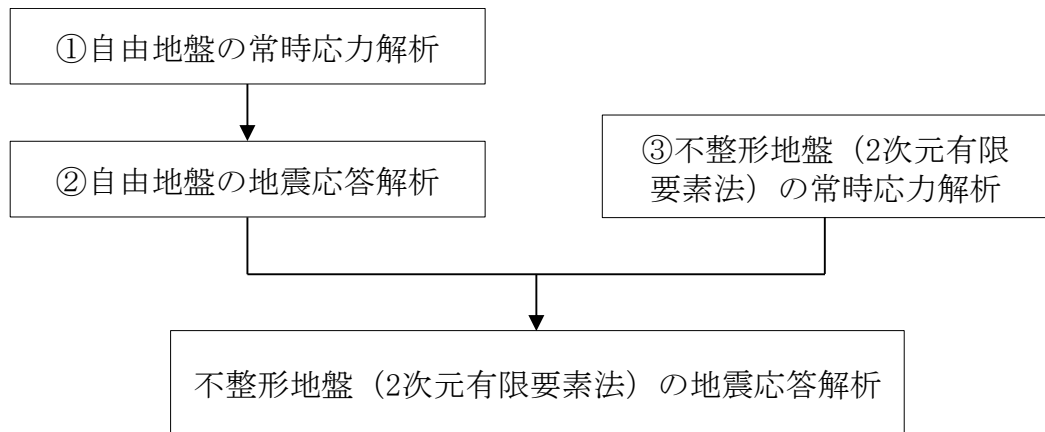 ①自由地盤の常時応力解析
②自由地盤の地震応答解析
③不整形地盤（2次元有限
要素法）の常時応力解析
不整形地盤（2次元有限要素法）の地震応答解析